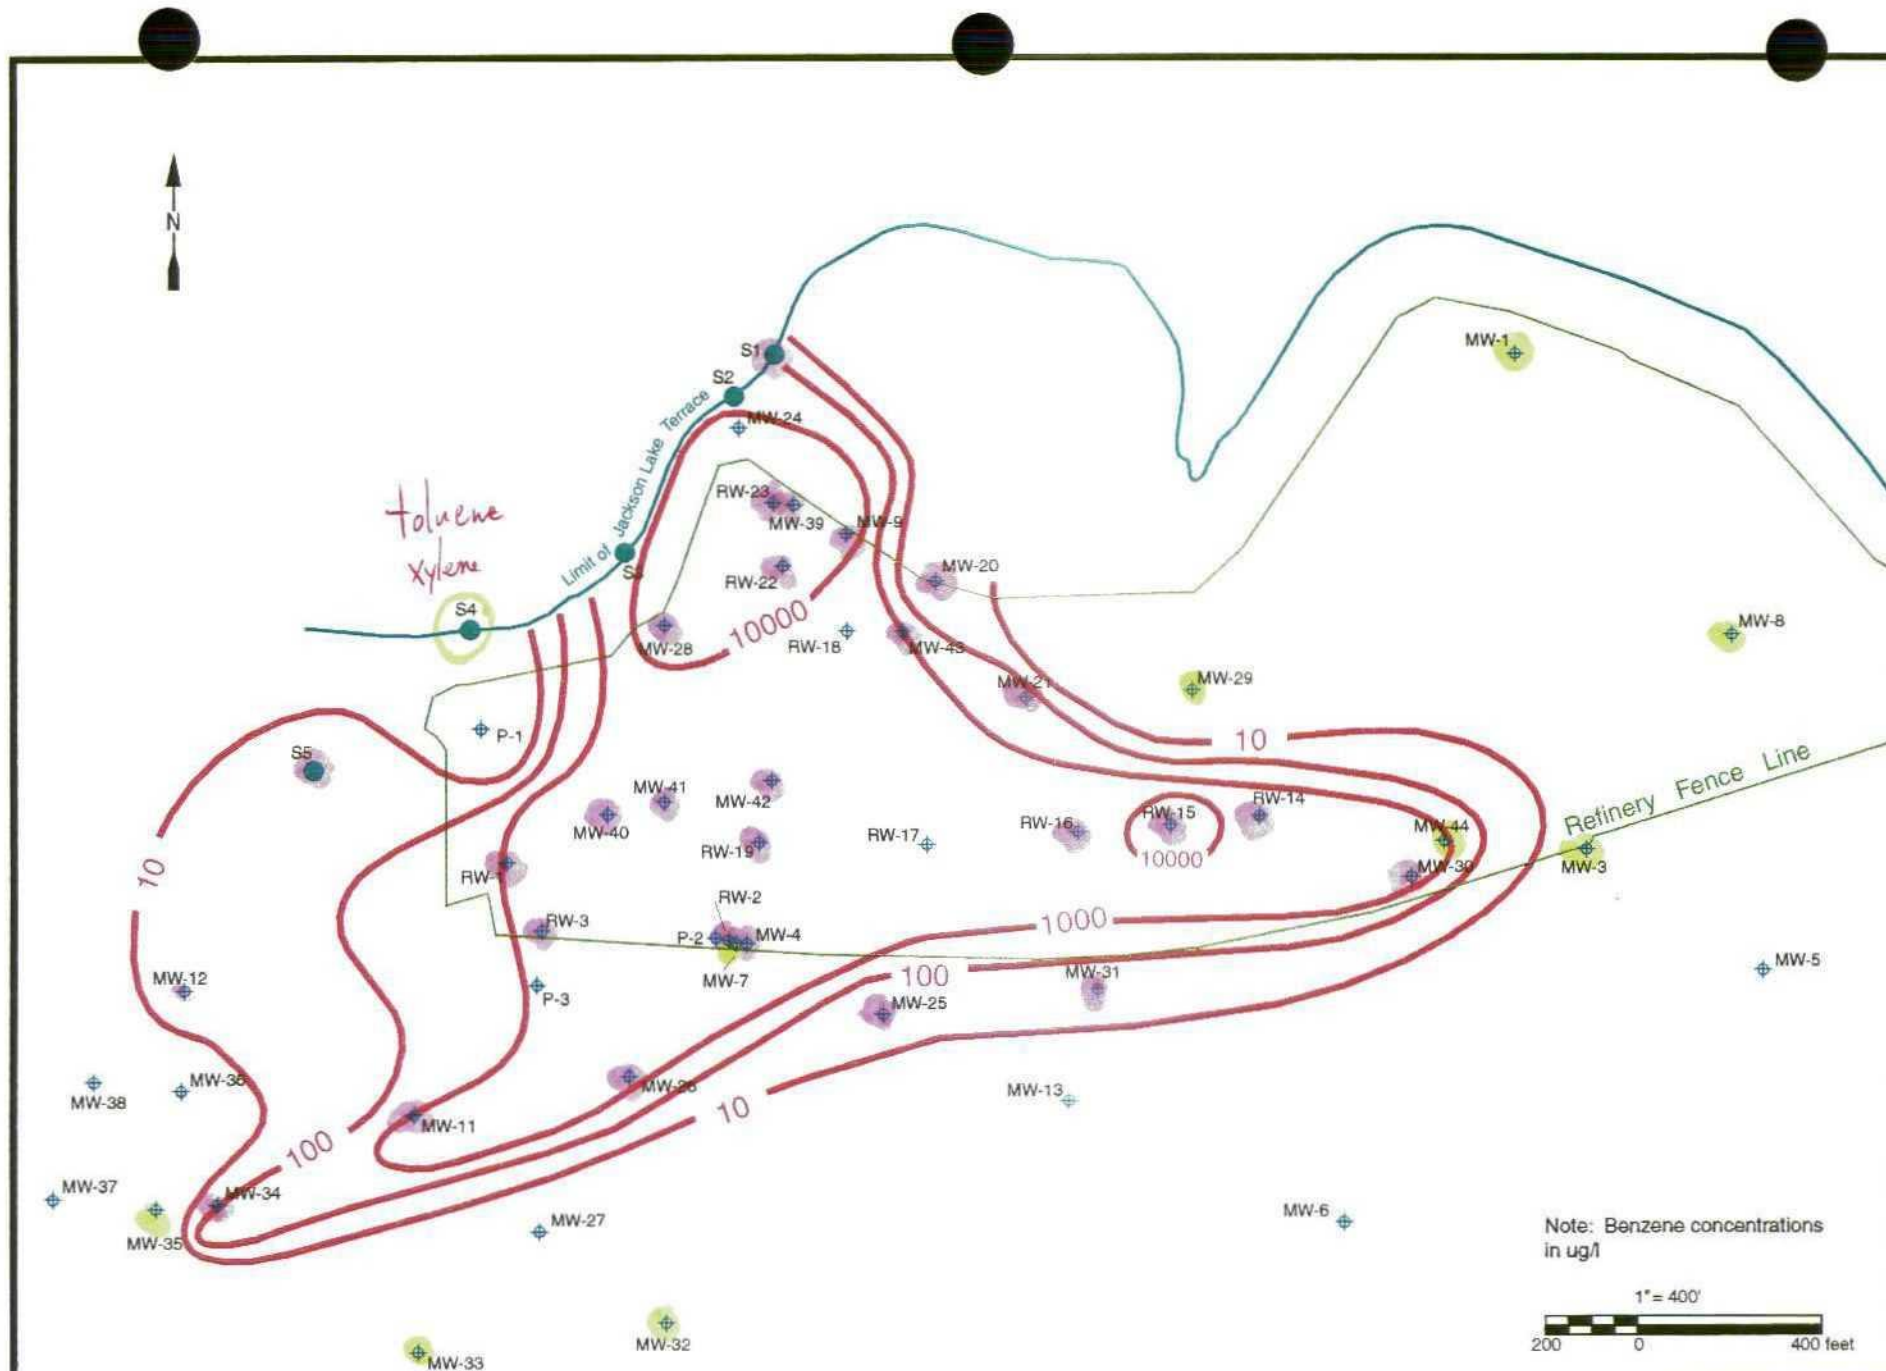 N
MW-1
S1
S2
MW-24
Limit of Jackson Lake Terrace
RW-23
MW-39
MW-9
toluene
xylene
S3
RW-22
MW-20
S4
10000
MW-28
RW-18
MW-43
MW-8
MW-21
MW-29
P-1
10
S5
Refinery Fence Line
MW-41
MW-42
MW-40
RW-19
RW-17
RW-16
RW-15
RW-14
MW-44
10000
MW-3
10
RW-1
MW-30
RW-2
RW-3
1000
P-2
MW-4
MW-7
100
MW-31
MW-5
MW-12
P-3
MW-25
MW-38
MW-36
MW-26
MW-13
10
MW-11
100
MW-37
MW-34
MW-35
MW-27
MW-6
Note: Benzene concentrations
in ug/l
1"= 400'
200 0 400 feet
MW-32
MW-33